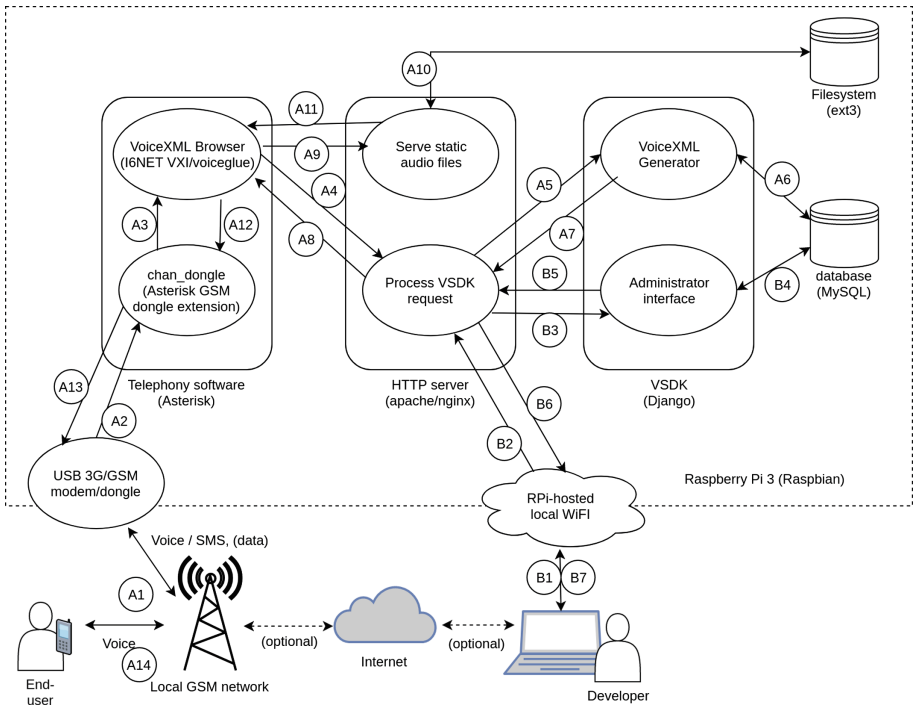 A10
Filesystem
(ext3)
A11
VoiceXML Browser
(I6NET VXI/voiceglue)
A9
Serve static
audio files
VoiceXML
Generator
A4
A5
A6
A3
A12
A8
A7
chan_dongle
(Asterisk GSM
dongle extension)
Process VSDK
request
B5
B3
Administrator
interface
B4
database
(MySQL)
A13
Telephony software
(Asterisk)
HTTP server
(apache/nginx)
VSDK
(Django)
A2
B6
B2
USB 3G/GSM
modem/dongle
RPi-hosted
local WiFI
Raspberry Pi 3 (Raspbian)
Voice / SMS, (data)
A1
B1
B7
Voice
A14
(optional)
(optional)
Internet
End-
user
Local GSM network
Developer